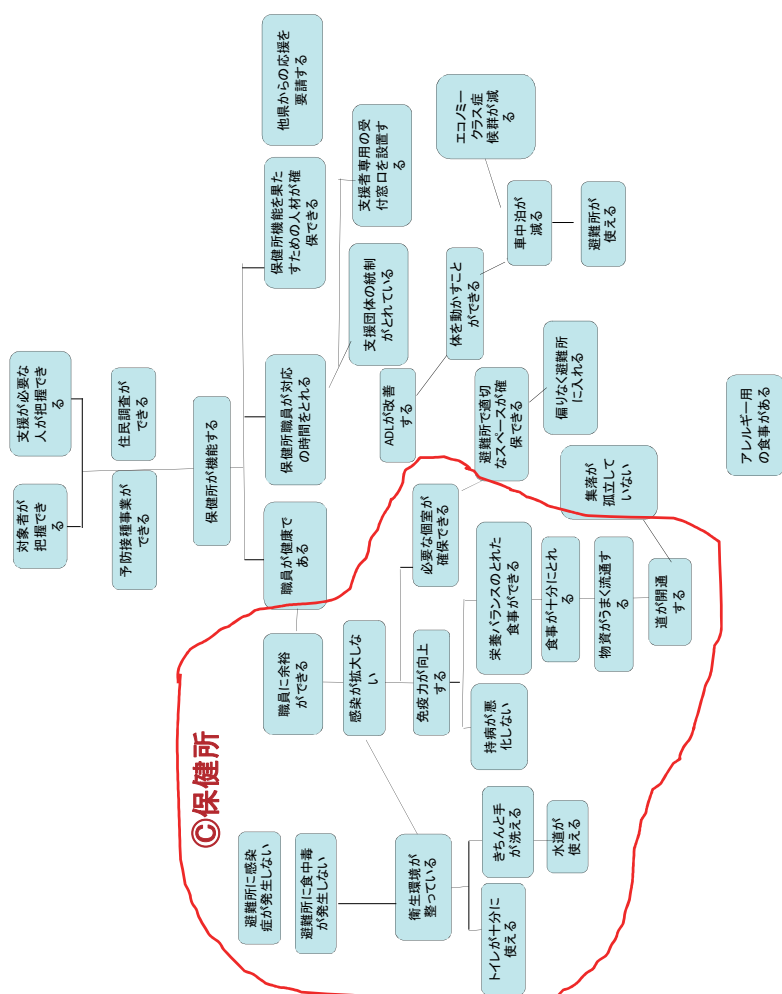 支援が必要な
人が把握でき
る
対象者が
把握でき
る
住民調査が
できる
予防接種事業が
できる
保健所が機能する
他県からの応援を
要請する
保健所機能を果た
すための人材が確
保できる
保健所職員が対応
の時間をとれる
職員が健康で
ある
支援者専用の受
付窓口を設置す
る
支援団体の統制
がとれている
エコノミー
クラス症
候群が減
る
車中泊が
減る
避難所が
使える
体を動かすこと
ができる
ADLが改善
する
避難所で適切
なスペースが確
保できる
偏りなく避難所
に入れる
必要な個室が
確保できる
集落が
孤立して
いない
アレルギー用
の食事がある
職員に余裕
ができる
感染が拡大しな
い
免疫力が向上
する
栄養バランスのとれた
食事ができる
食事が十分にとれ
る
物資がうまく流通す
る
道が開通
する
持病が悪
化しない
©保健所
避難所に感染
症が発生しない
避難所に食中毒
が発生しない
衛生環境が
整っている
きちんと手
が洗える
水道が
使える
トイレが十分に
使える